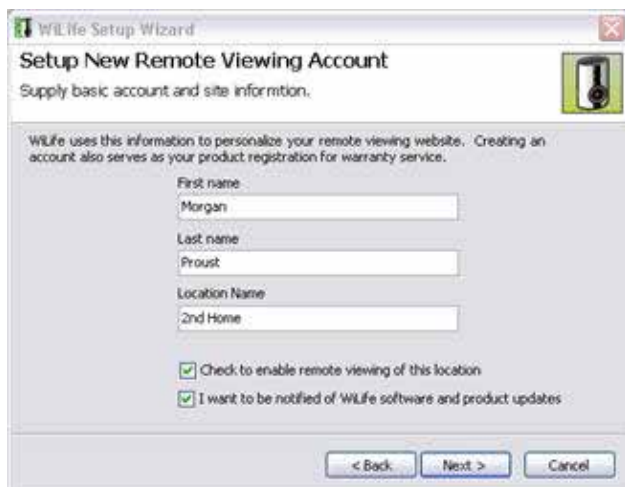 WiLife Setup Wizard
Setup New Remote Viewing Account
Supply basic account and site informtion.
WiLife uses this information to personalize your remote viewing website. Creating an
account also serves as your product registration for warranty service.
First name
Morgan
Last name
Proust
Location Name
2nd Home
Check to enable remote viewing of this location
I want to be notified of WiLife software and product updates
< Back Next > Cancel